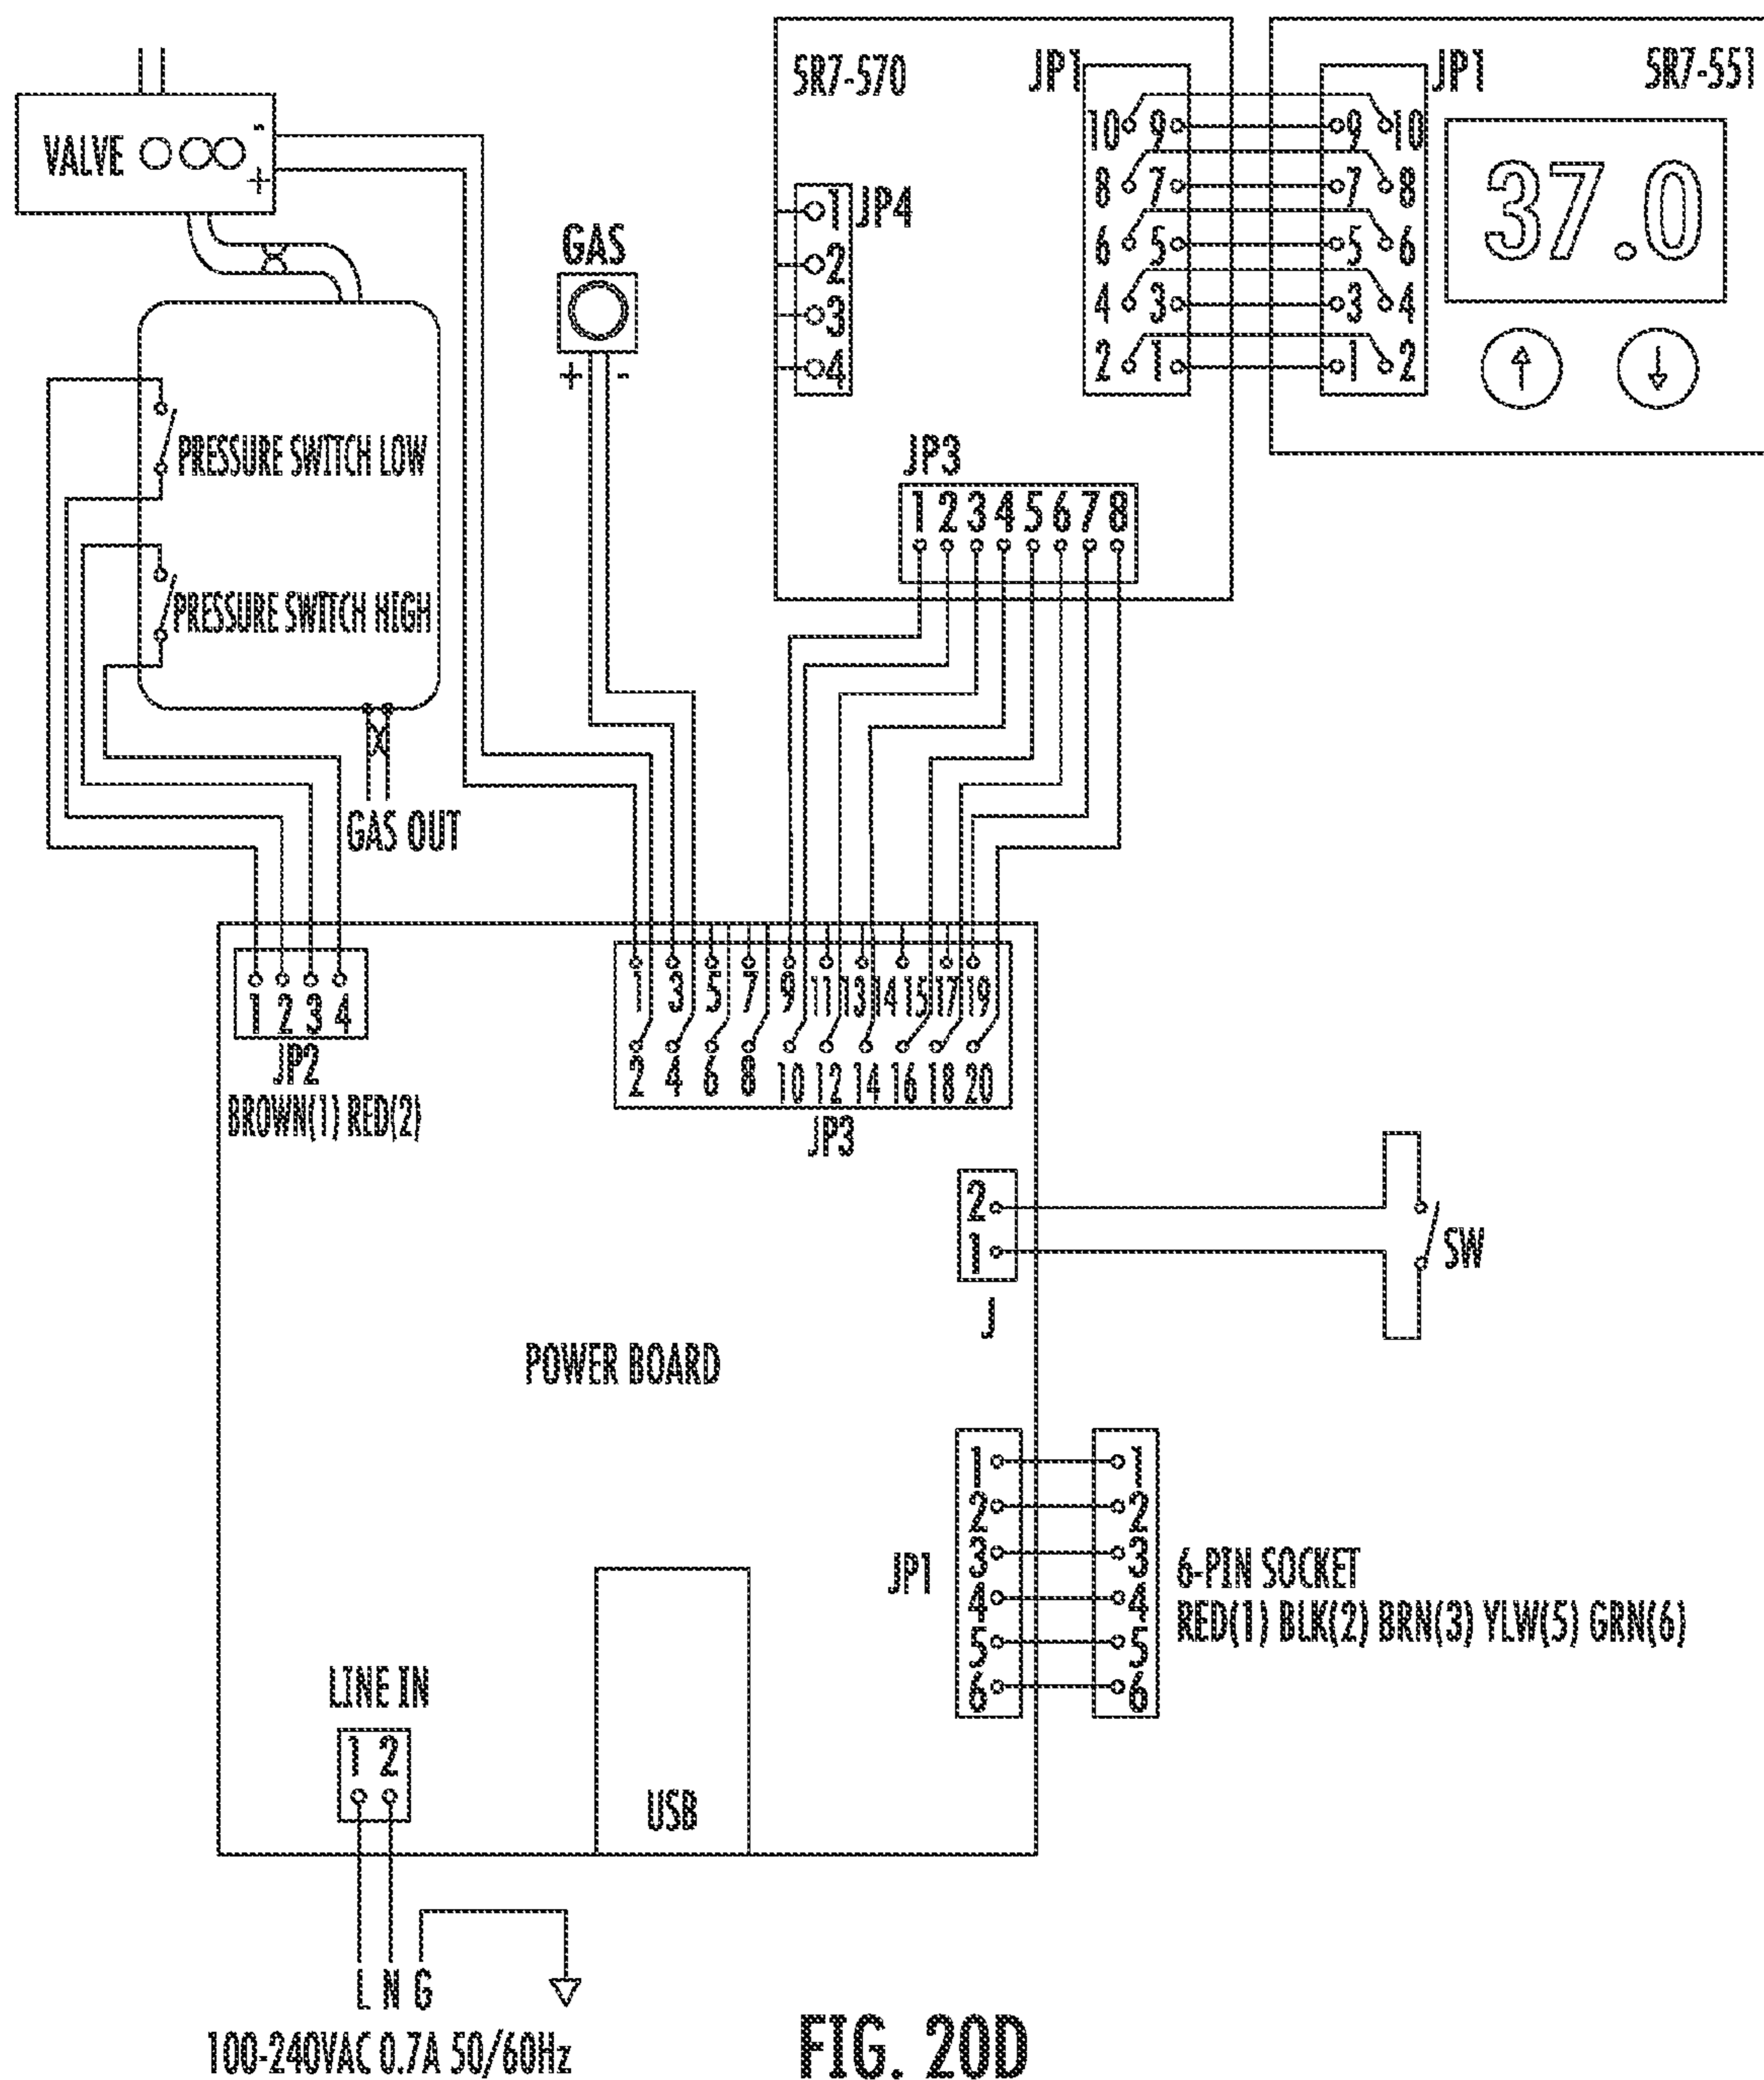 VALVE
-
+
GAS
+ -
PRESSURE SWITCH LOW
PRESSURE SWITCH HIGH
GAS OUT
5R7-570
JP1
10 9
8 7
6 5
4 3
2 1
1 JP4
2
3
4
JP3
1 2 3 4 5 6 7 8
JP1
5R7-551
9 10
7 8
5 6
3 4
1 2
37.0
1 2 3 4
JP2
BROWN(1) RED(2)
1 3 5 7 9 11 13 14 15 17 19
2 4 6 8 10 12 14 16 18 20
JP3
2
1
J
SW
POWER BOARD
JP1
1 1
2 2
3 3
4 4
5 5
6 6
6-PIN SOCKET
RED(1) BLK(2) BRN(3) YLW(5) GRN(6)
LINE IN
1 2
USB
L N G
100-240VAC 0.7A 50/60Hz
FIG. 20D